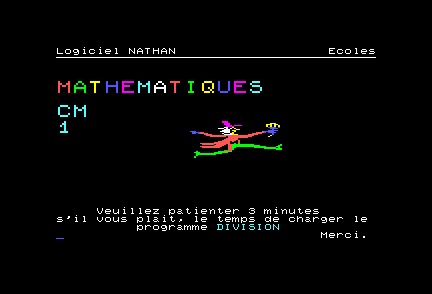 Logiciel NATHAN Ecoles
MATHEMATIQUES
CM
1
Veuillez patienter 3 minutes
s'il vous plait, le temps de charger le
programme DIVISION
Merci.